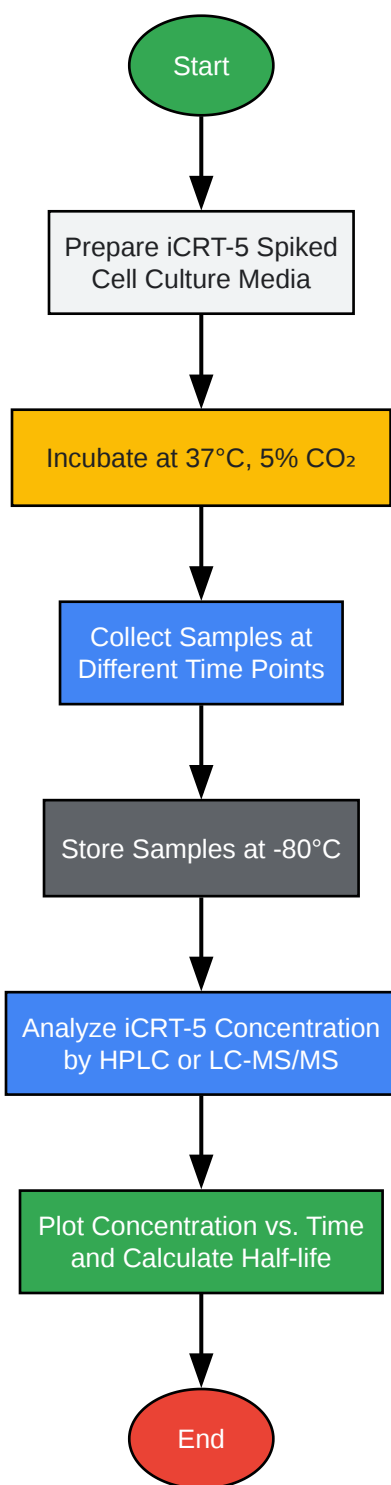 Start
Prepare iCRT-5 Spiked
Cell Culture Media
Incubate at 37°C, 5% CO₂
Collect Samples at
Different Time Points
Store Samples at -80°C
Analyze iCRT-5 Concentration
by HPLC or LC-MS/MS
Plot Concentration vs. Time
and Calculate Half-life
End